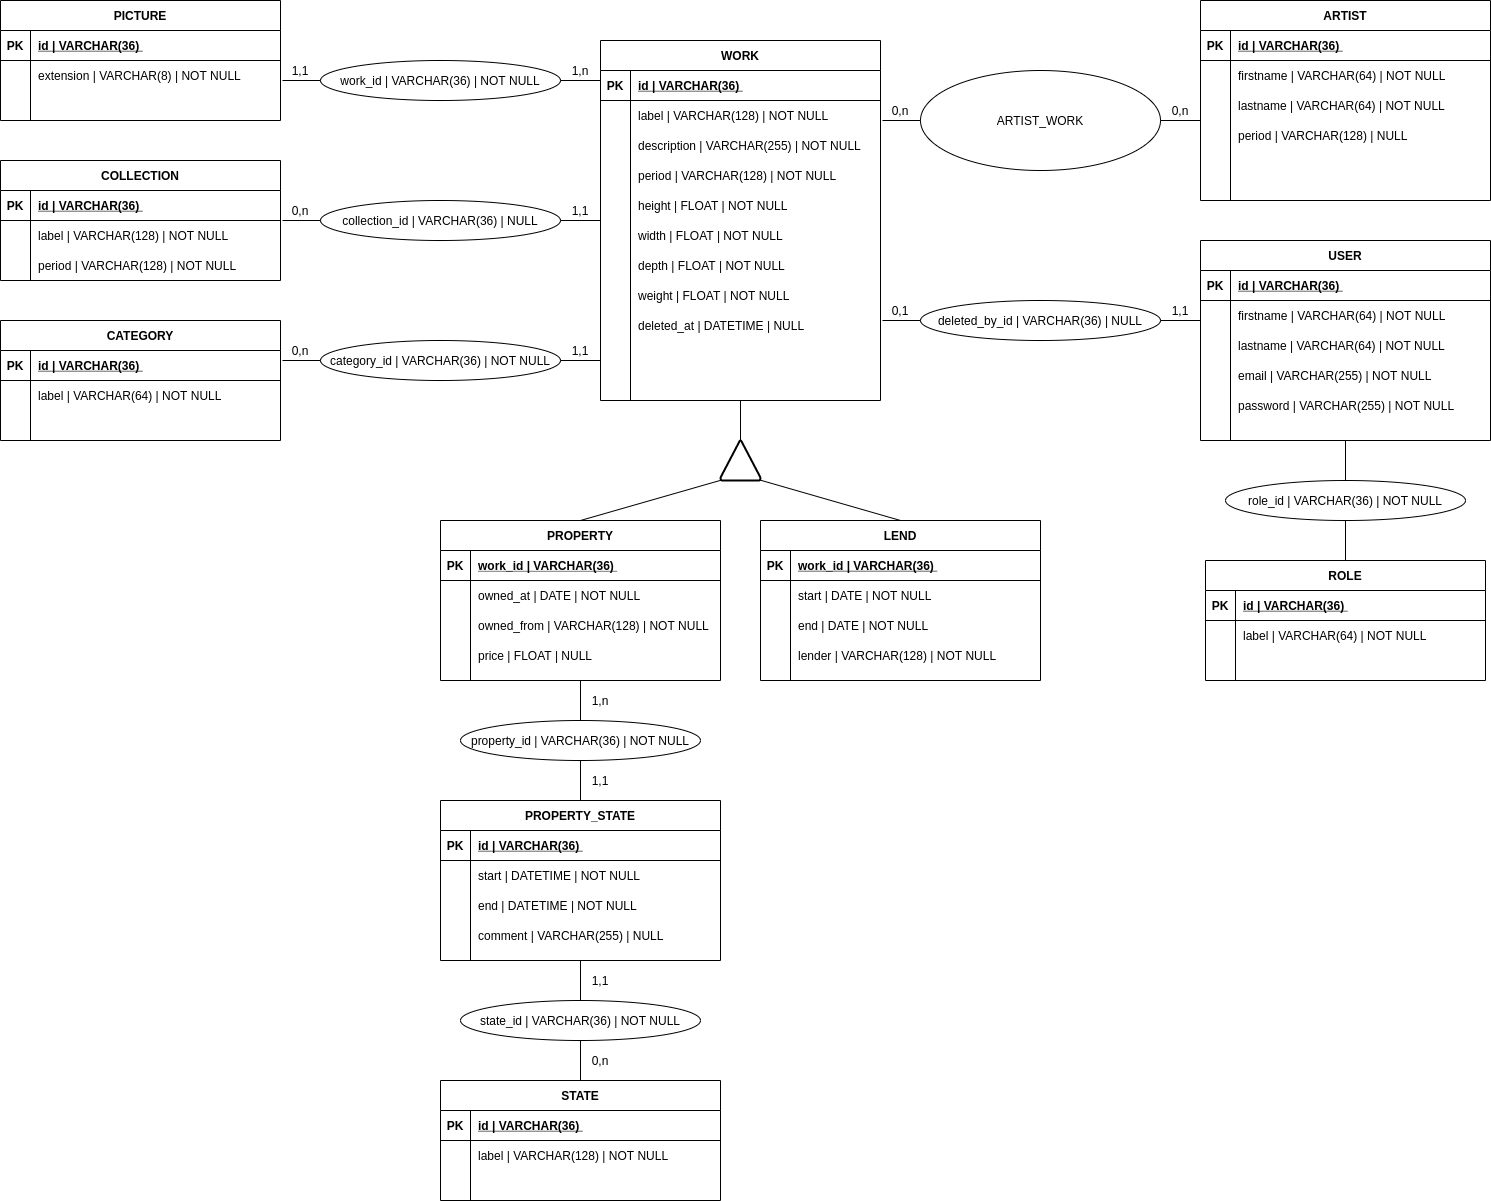 PICTURE
PK id | VARCHAR(36)
extension | VARCHAR(8) | NOT NULL
1,1
work_id | VARCHAR(36) | NOT NULL
1,n
COLLECTION
PK id | VARCHAR(36)
label | VARCHAR(128) | NOT NULL
period | VARCHAR(128) | NOT NULL
0,n
collection_id | VARCHAR(36) | NULL
1,1
CATEGORY
PK id | VARCHAR(36)
label | VARCHAR(64) | NOT NULL
0,n
category_id | VARCHAR(36) | NOT NULL
1,1
WORK
PK id | VARCHAR(36)
label | VARCHAR(128) | NOT NULL
description | VARCHAR(255) | NOT NULL
period | VARCHAR(128) | NOT NULL
height | FLOAT | NOT NULL
width | FLOAT | NOT NULL
depth | FLOAT | NOT NULL
weight | FLOAT | NOT NULL
deleted_at | DATETIME | NULL
0,n
ARTIST_WORK
0,n
ARTIST
PK id | VARCHAR(36)
firstname | VARCHAR(64) | NOT NULL
lastname | VARCHAR(64) | NOT NULL
period | VARCHAR(128) | NULL
0,1
deleted_by_id | VARCHAR(36) | NULL
1,1
USER
PK id | VARCHAR(36)
firstname | VARCHAR(64) | NOT NULL
lastname | VARCHAR(64) | NOT NULL
email | VARCHAR(255) | NOT NULL
password | VARCHAR(255) | NOT NULL
role_id | VARCHAR(36) | NOT NULL
ROLE
PK id | VARCHAR(36)
label | VARCHAR(64) | NOT NULL
PROPERTY
PK work_id | VARCHAR(36)
owned_at | DATE | NOT NULL
owned_from | VARCHAR(128) | NOT NULL
price | FLOAT | NULL
LEND
PK work_id | VARCHAR(36)
start | DATE | NOT NULL
end | DATE | NOT NULL
lender | VARCHAR(128) | NOT NULL
1,n
property_id | VARCHAR(36) | NOT NULL
1,1
PROPERTY_STATE
PK id | VARCHAR(36)
start | DATETIME | NOT NULL
end | DATETIME | NOT NULL
comment | VARCHAR(255) | NULL
1,1
state_id | VARCHAR(36) | NOT NULL
0,n
STATE
PK id | VARCHAR(36)
label | VARCHAR(128) | NOT NULL